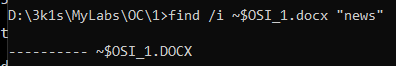 D:\3k1s\MyLabs\OC\1>find /i ~$OSI_1.docx "news"
---------- ~$OSI_1.DOCX